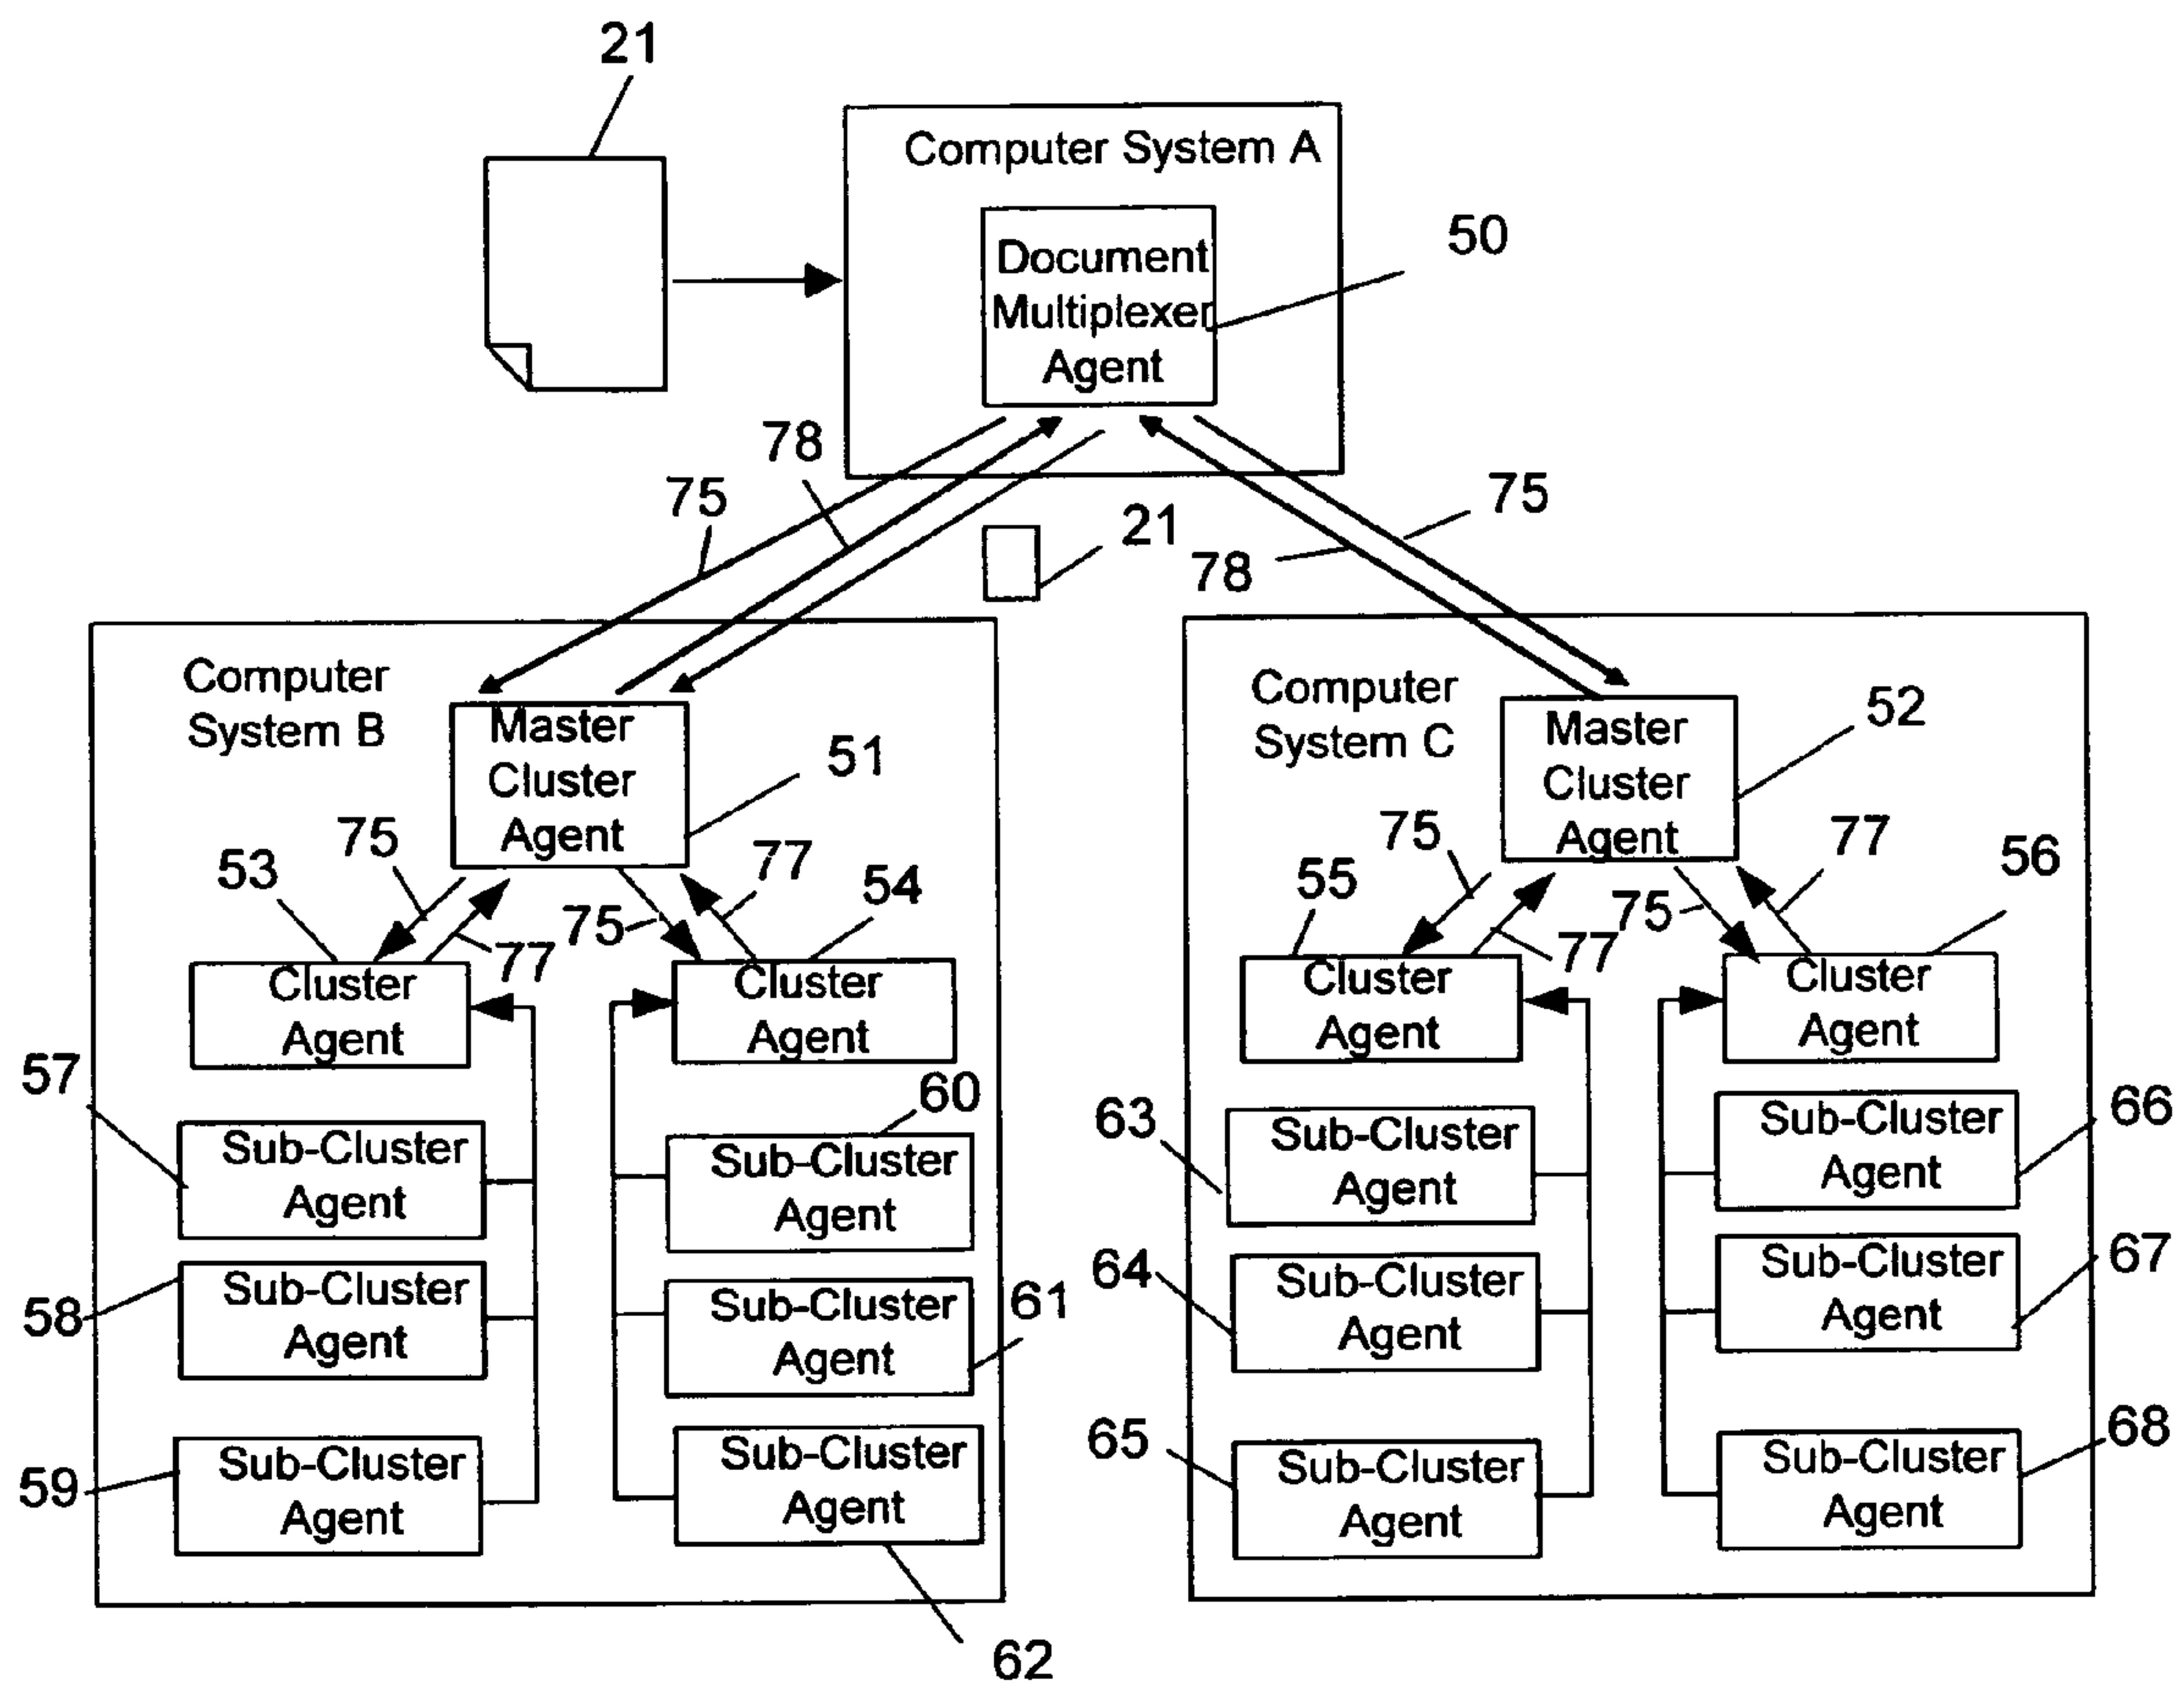 21
Computer System A
Document
Multiplexer
Agent
50
78
75
75
21
78
Computer
System B
Master
Cluster
Agent
51
75
77
53
54
75
77
Cluster
Agent
Cluster
Agent
57
60
Sub-Cluster
Agent
Sub-Cluster
Agent
58
Sub-Cluster
Agent
Sub-Cluster
Agent
61
59
Sub-Cluster
Agent
Sub-Cluster
Agent
62
Computer
System C
Master
Cluster
Agent
52
75
77
55
56
75
77
Cluster
Agent
Cluster
Agent
63
Sub-Cluster
Agent
Sub-Cluster
Agent
66
64
Sub-Cluster
Agent
Sub-Cluster
Agent
67
65
Sub-Cluster
Agent
Sub-Cluster
Agent
68